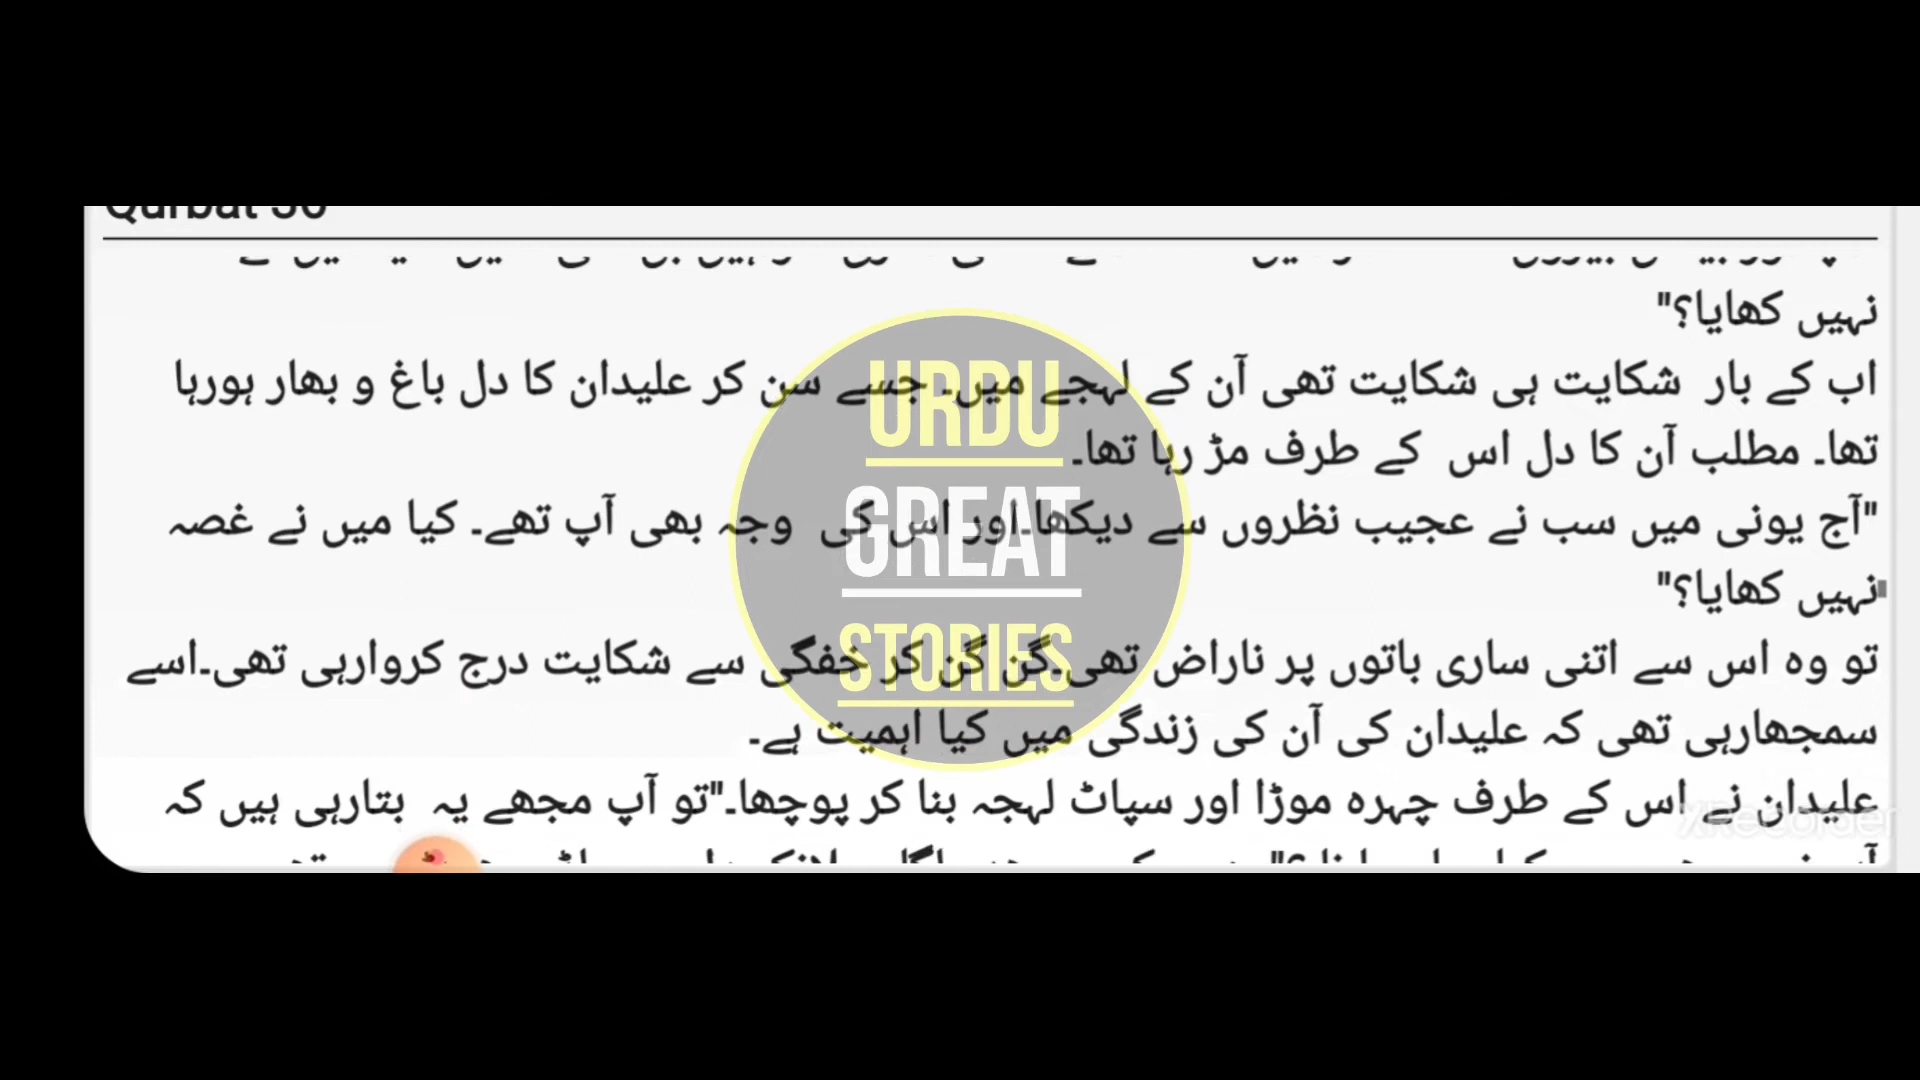 نہیں کھایا؟"
اب کے بار شکایت ہی شکایت تھی آن کے لہجے میں۔ جسے سن کر علیدان کا دل باغ و بھار ہورہا
تھا۔ مطلب آن کا دل اس کے طرف مڑ رہا تھا۔
"آج یونی میں سب نے عجیب نظروں سے دیکھا۔اور اس کی وجہ بھی آپ تھے۔ کیا میں نے غصہ
نہیں کھایا؟"
تو وہ اس سے اتنی ساری باتوں پر ناراض تھی۔گن گن کر خفگی سے شکایت درج کروارہی تھی۔اسے
سمجھارہی تھی کہ علیدان کی آن کی زندگی میں کیا اہمیت ہے۔
علیدان نے اس کے طرف چہرہ موڑا اور سپاٹ لہجہ بنا کر پوچھا۔"تو آپ مجھے یہ بتارہی ہیں کہ
URDU
GREAT
STORIES
XRecorder